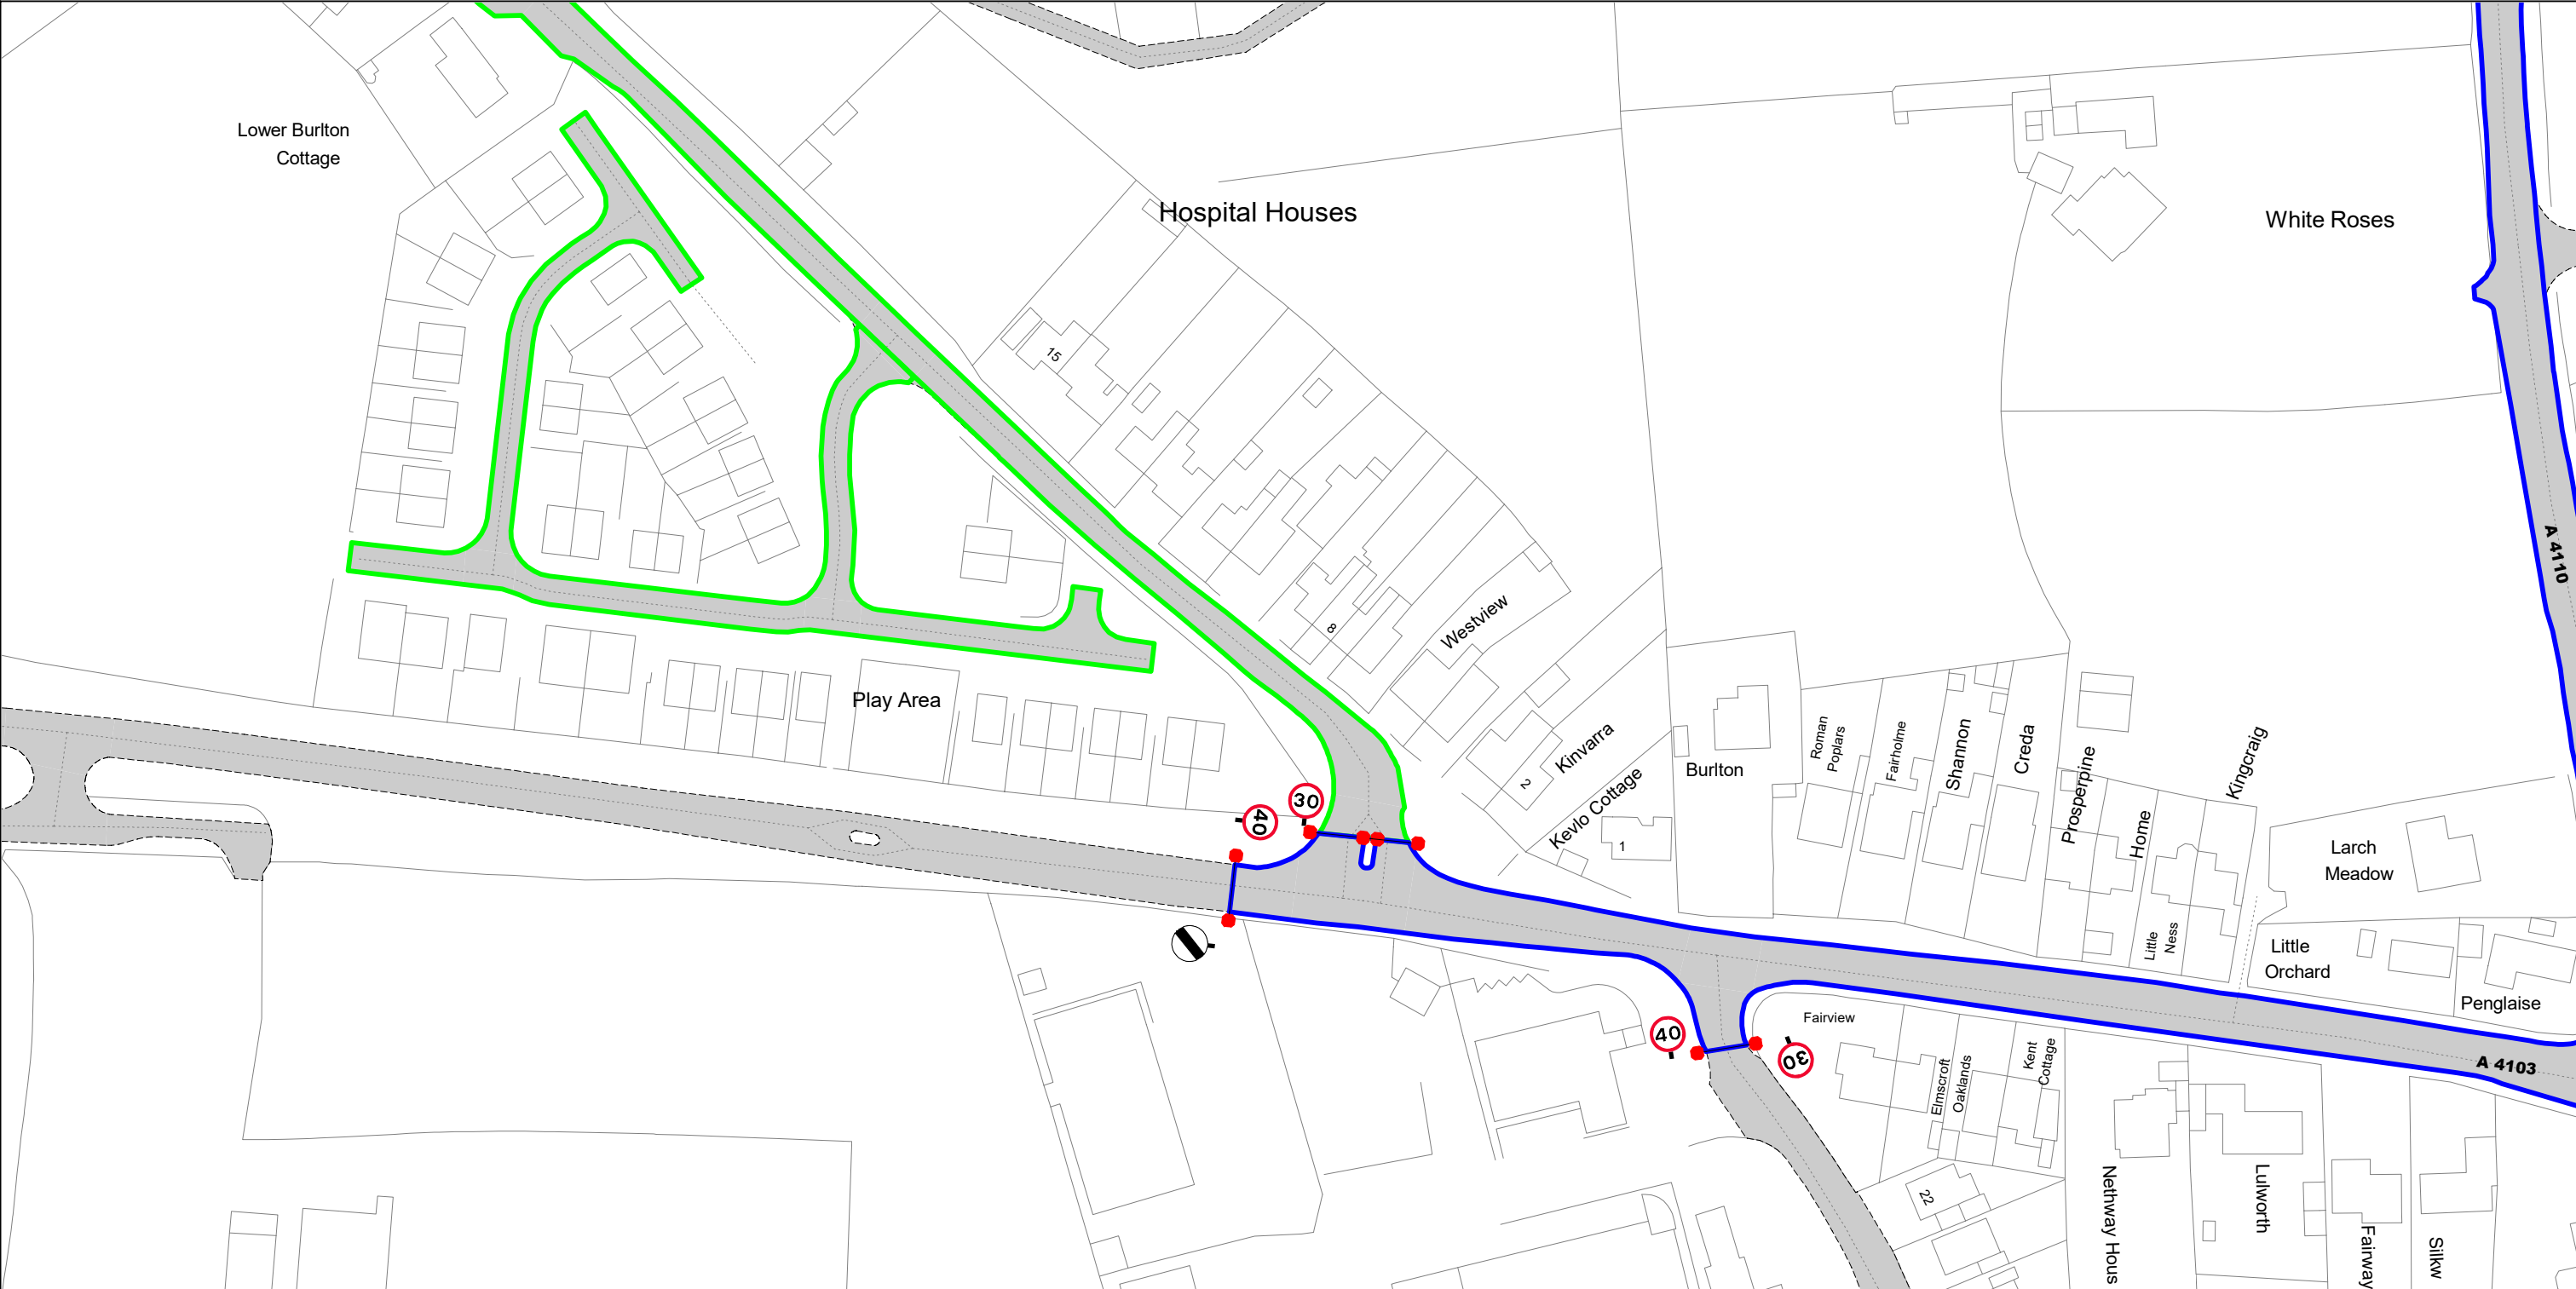 Lower Burlton
Cottage
Hospital Houses
White Roses
15
A 4110
8
Westview
Play Area
2
Kinvarra
Kevlo Cottage
1
Burlton
Roman
Poplars
Fairholme
Shannon
Creda
Prosperpine
Home
Kingcraig
Little
Ness
Larch
Meadow
Little
Orchard
Penglaise
40
30
40
30
Fairview
Elmscroft
Oaklands
Kent
Cottage
A 4103
22
Nethway Hous
Lulworth
Fairway
Silkw